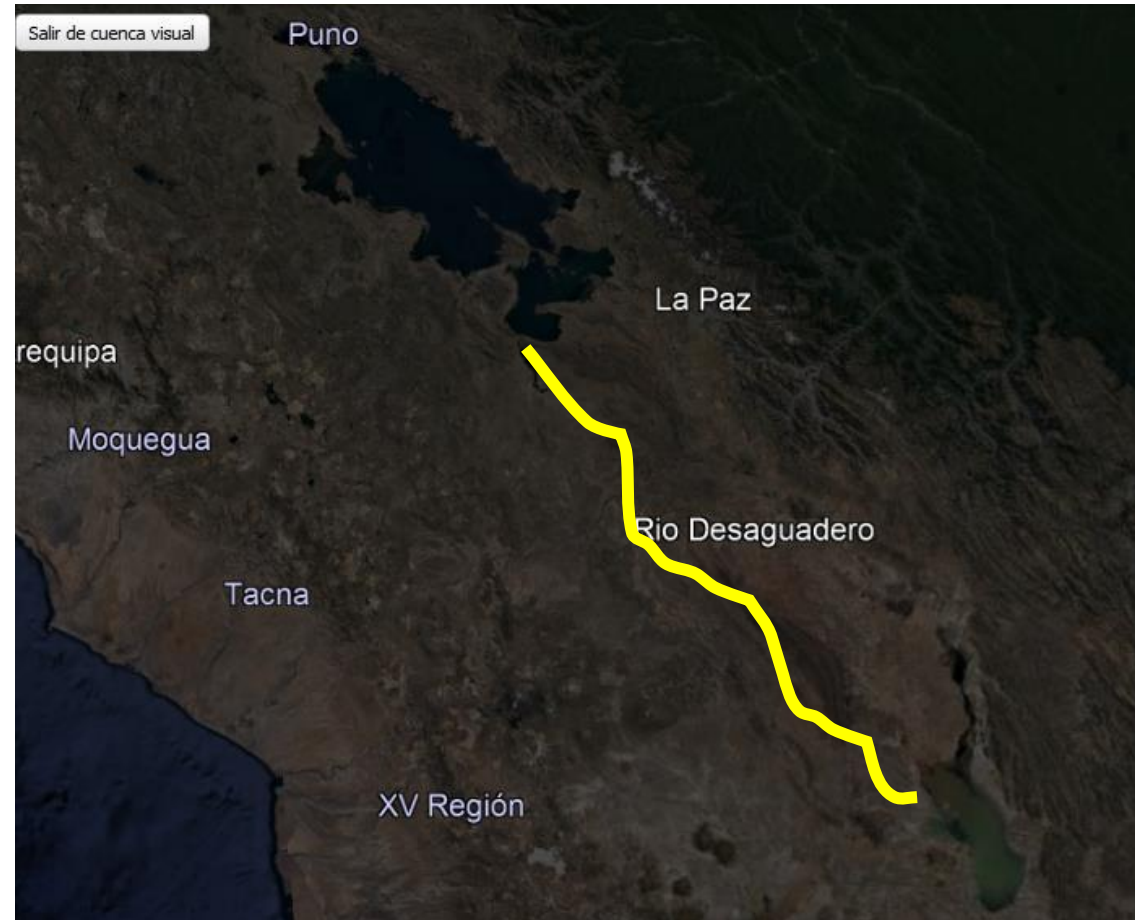 Salir de cuenca visual
Puno
La Paz
requipa
Moquegua
Rio Desaguadero
Tacna
XV Región